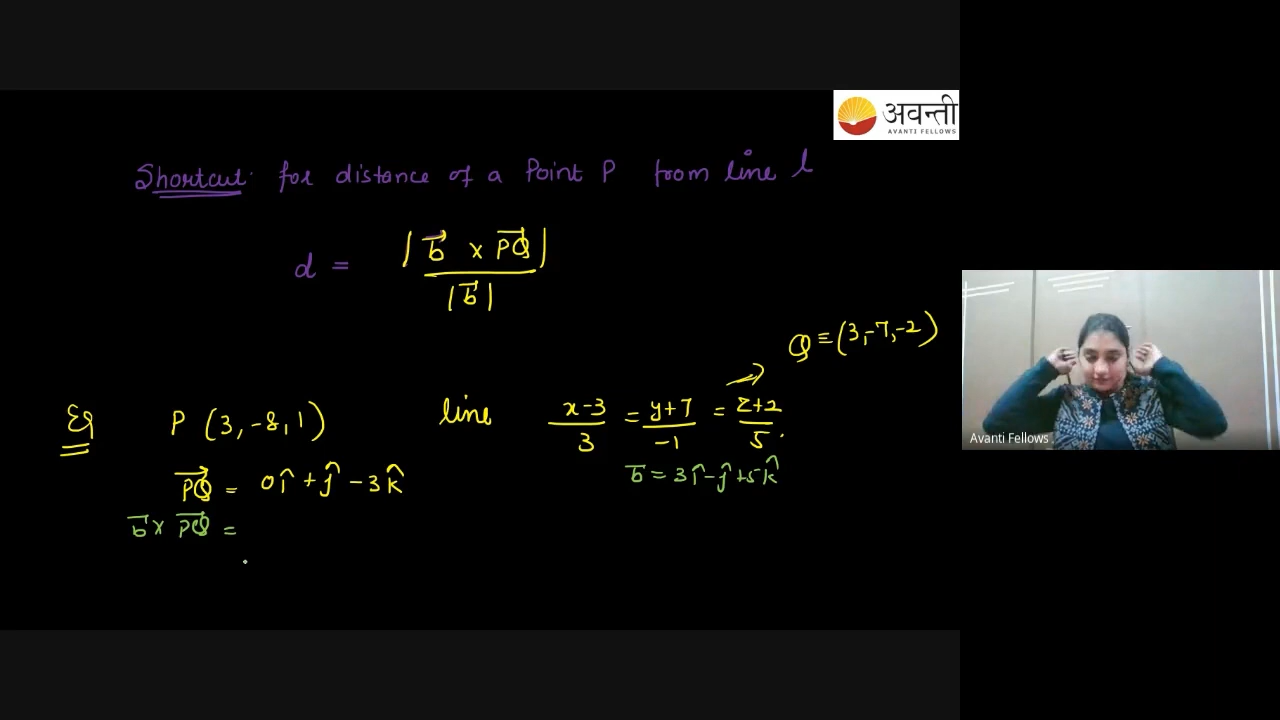 अवन्ती
AVANTI FELLOWS
Shortcut: for distance of a Point P from line l
d = |b⃗ × PQ⃗| / |b⃗|
Q ≡ (3, -7, -2)
Eg P (3, -8, 1) line x-3/3 = y+7/-1 = z+2/5.
PQ⃗ = 0î + ĵ - 3k̂
b̄ = 3î - ĵ + 5k̂
b⃗ × PQ⃗ =
Avanti Fellows